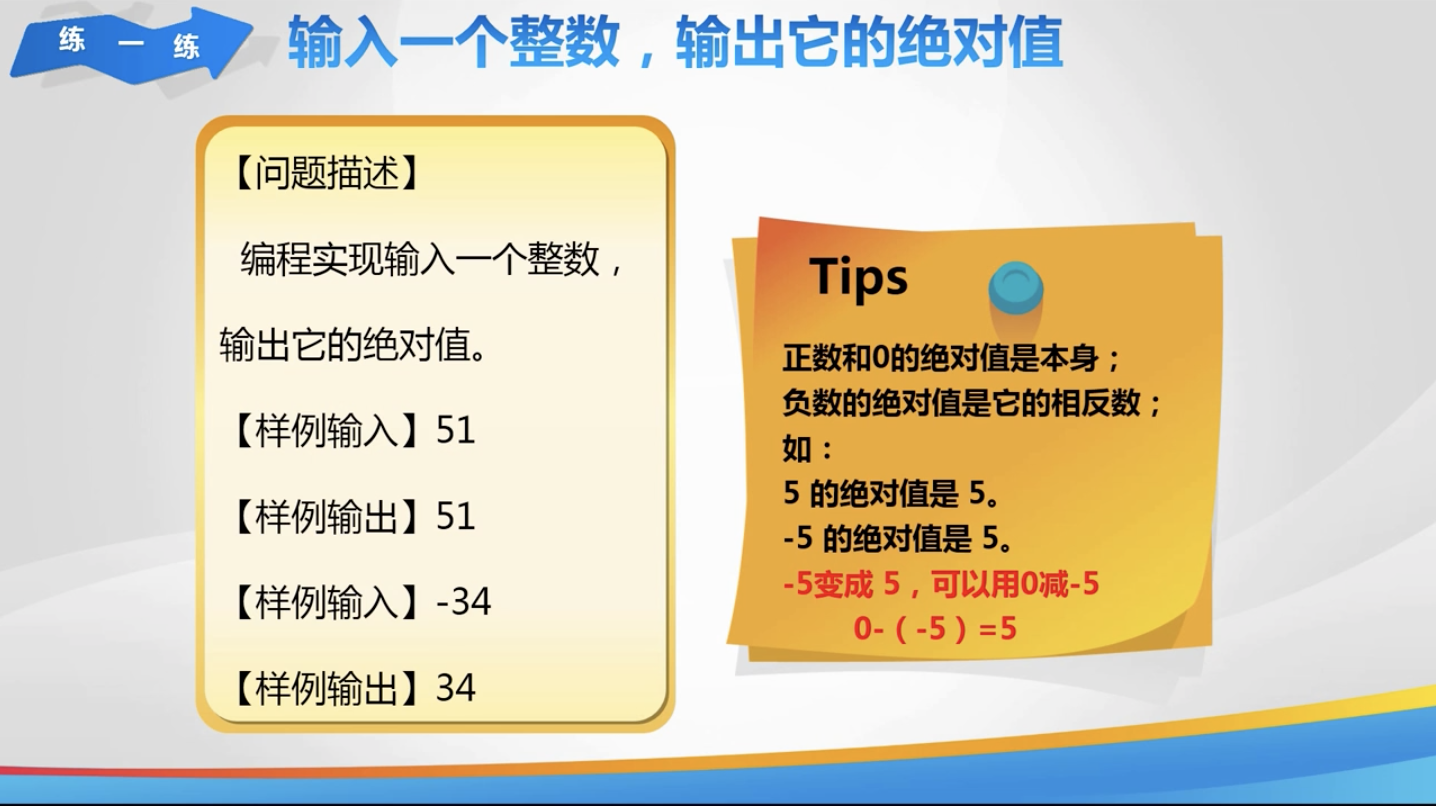 练一练
输入一个整数，输出它的绝对值
【问题描述】
编程实现输入一个整数，
输出它的绝对值。
【样例输入】51
【样例输出】51
【样例输入】-34
【样例输出】34
Tips
正数和0的绝对值是本身；
负数的绝对值是它的相反数；
如：
5 的绝对值是 5。
-5 的绝对值是 5。
-5变成 5，可以用0减-5
0-（-5）=5